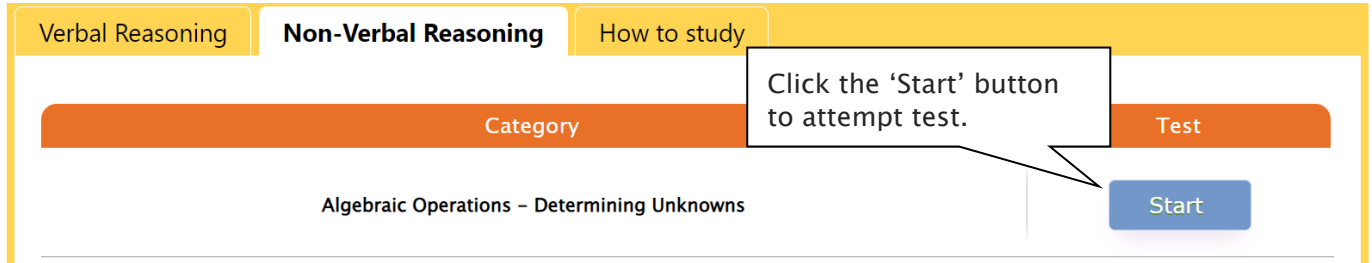 Verbal Reasoning
Non-Verbal Reasoning
How to study
Click the ‘Start’ button
to attempt test.
Category
Test
Algebraic Operations – Determining Unknowns
Start